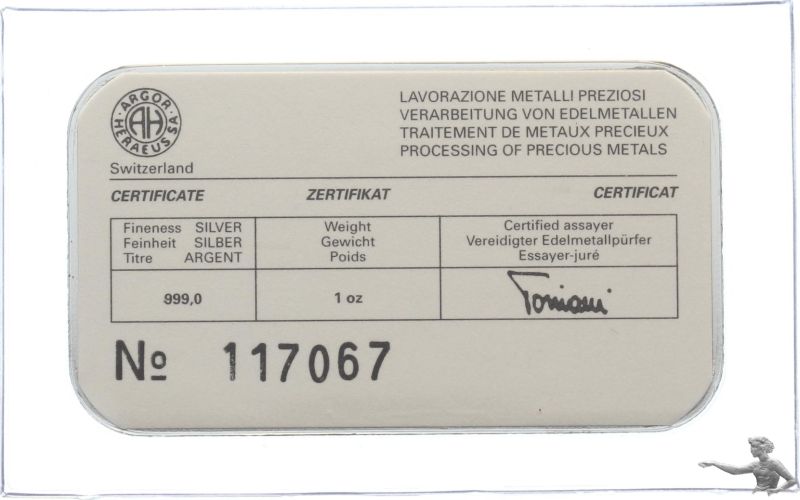 ARGOR-HERAEUS SA.
AH
Switzerland
LAVORAZIONE METALLI PREZIOSI
VERARBEITUNG VON EDELMETALLEN
TRAITEMENT DE METAUX PRECIEUX
PROCESSING OF PRECIOUS METALS
CERTIFICATE ZERTIFIKAT CERTIFICAT
Fineness SILVER
Feinheit SILBER
Titre ARGENT
Weight
Gewicht
Poids
Certified assayer
Vereidigter Edelmetallpürfer
Essayer-juré
999,0
1 oz
Toniani
No 117067